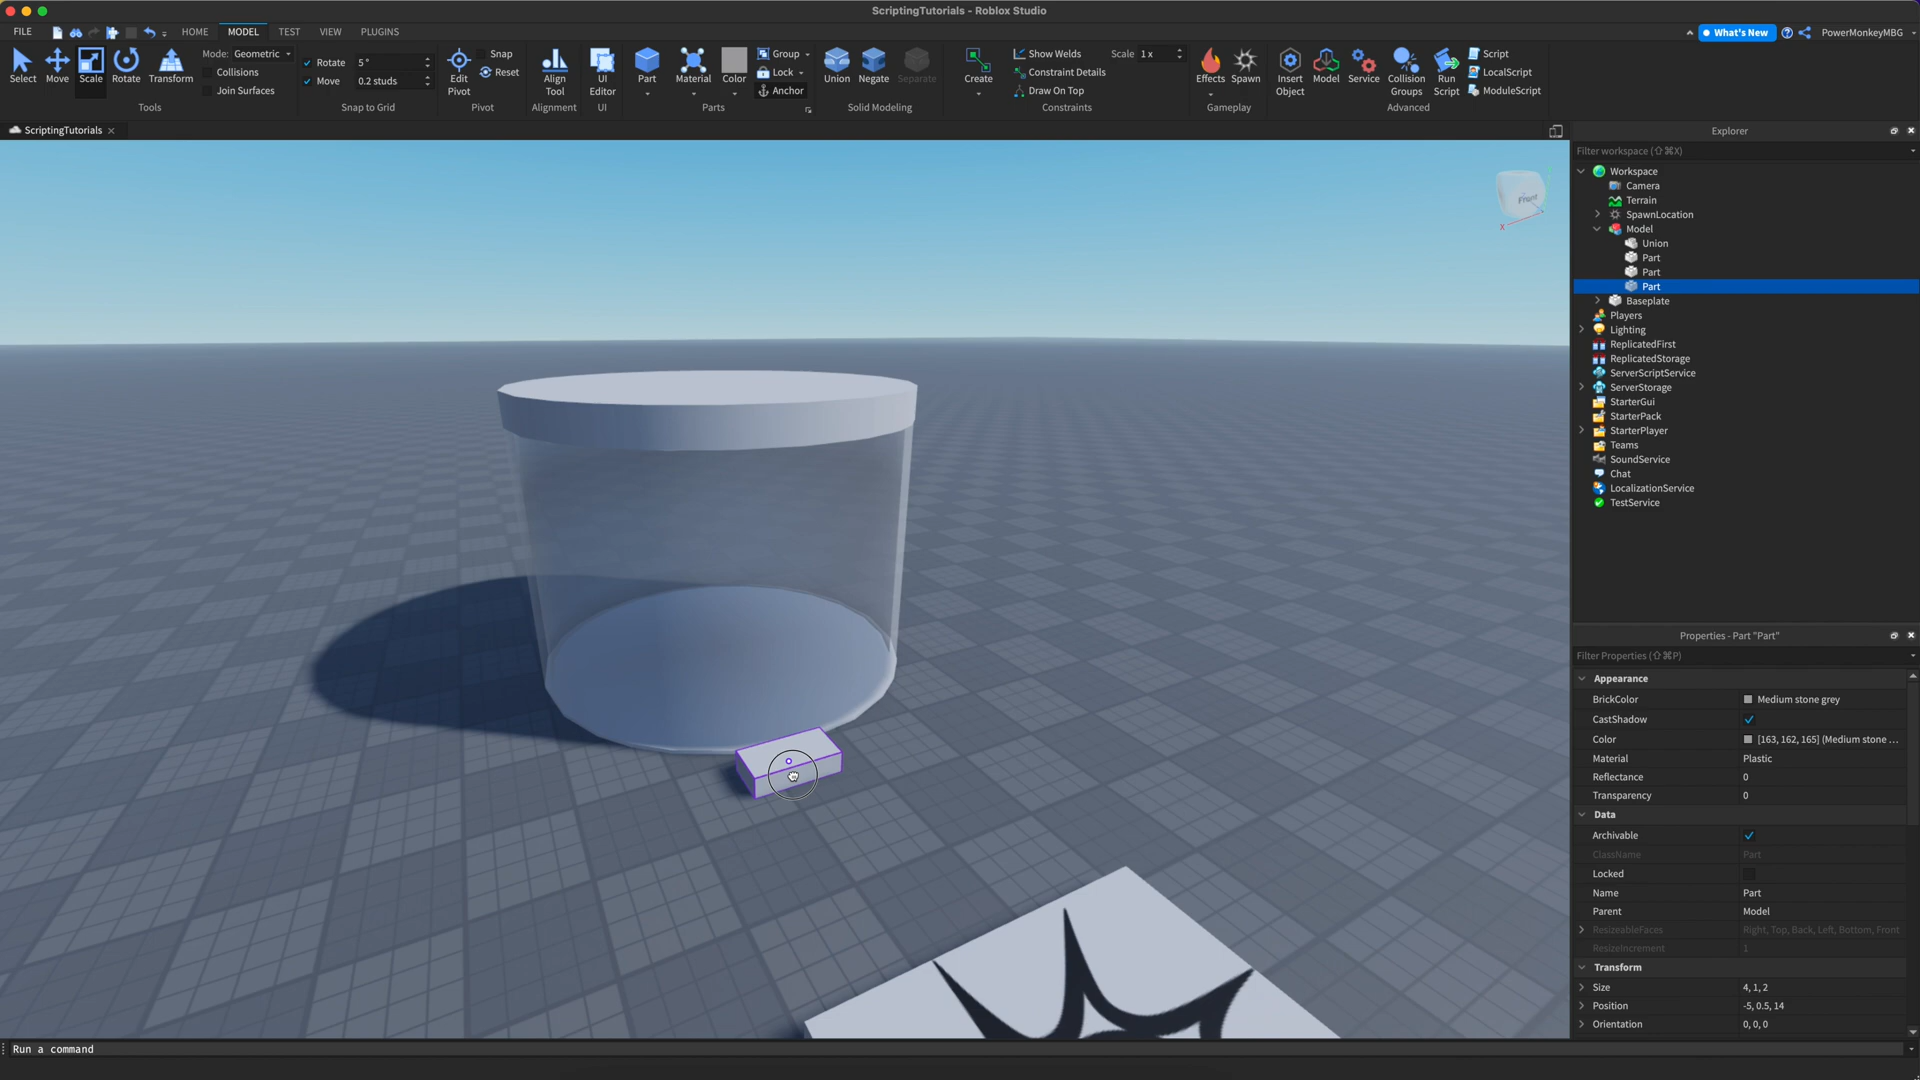 ScriptingTutorials - Roblox Studio
FILE HOME MODEL TEST VIEW PLUGINS What's New PowerMonkeyMBG
Select Move Scale Rotate Transform
Mode: Geometric
Collisions
Join Surfaces
Tools
Rotate 5 °
Move 0.2 studs
Snap to Grid
Edit Pivot
Snap
Reset
Pivot
Align Tool
Alignment
UI Editor
UI
Part Material Color
Group
Lock
Anchor
Parts
Union Negate Separate
Solid Modeling
Create
Show Welds
Constraint Details
Draw On Top
Scale 1 x
Constraints
Effects Spawn
Gameplay
Insert Object
Model
Service
Collision Groups
Run Script
Script
LocalScript
ModuleScript
Advanced
ScriptingTutorials
Front
X
Explorer
Filter workspace (⇧⌘X)
Workspace
Camera
Terrain
SpawnLocation
Model
Union
Part
Part
Part
Baseplate
Players
Lighting
ReplicatedFirst
ReplicatedStorage
ServerScriptService
ServerStorage
StarterGui
StarterPack
StarterPlayer
Teams
SoundService
Chat
LocalizationService
TestService
Properties - Part "Part"
Filter Properties (⇧⌘P)
Appearance
BrickColor Medium stone grey
CastShadow
Color [163, 162, 165] (Medium stone ...
Material Plastic
Reflectance 0
Transparency 0
Data
Archivable
ClassName Part
Locked
Name Part
Parent Model
ResizeableFaces Right, Top, Back, Left, Bottom, Front
ResizeIncrement 1
Transform
Size 4, 1, 2
Position -5, 0.5, 14
Orientation 0, 0, 0
Run a command